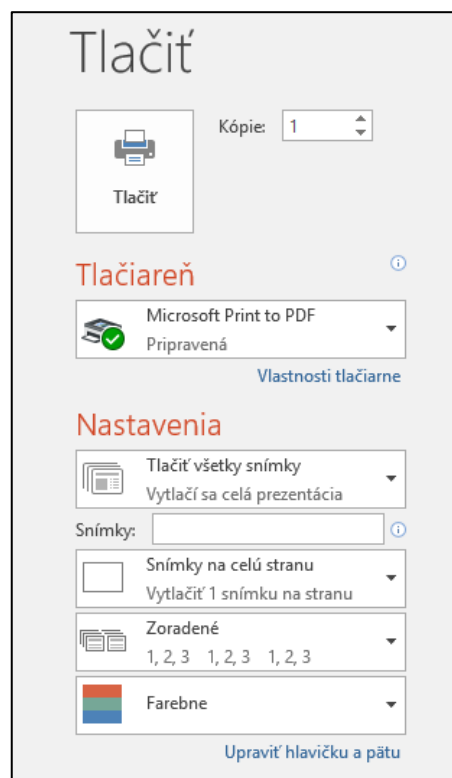 Tlačiť
Kópie: 1
Tlačiť
Tlačiareň
Microsoft Print to PDF
Pripravená
Vlastnosti tlačiarne
Nastavenia
Tlačiť všetky snímky
Vytlačí sa celá prezentácia
Snímky:
Snímky na celú stranu
Vytlačiť 1 snímku na stranu
Zoradené
1, 2, 3 1, 2, 3 1, 2, 3
Farebne
Upraviť hlavičku a pätu